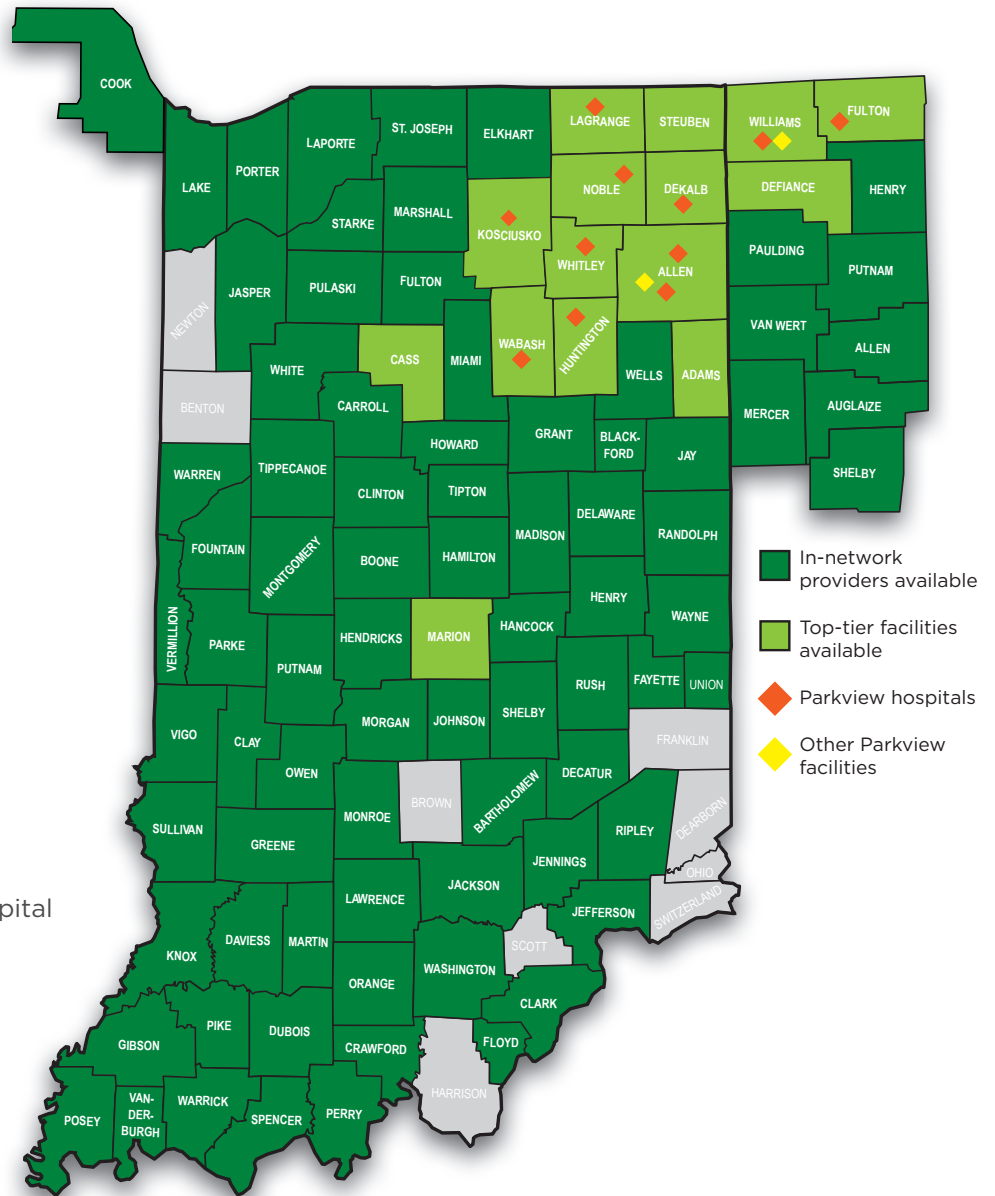 COOK
LAKE
PORTER
LAPORTE
ST. JOSEPH
ELKHART
LAGRANGE
STEUBEN
WILLIAMS
FULTON
NOBLE
DEKALB
DEFIANCE
HENRY
STARKE
MARSHALL
KOSCIUSKO
WHITLEY
ALLEN
PAULDING
PUTNAM
NEWTON
JASPER
PULASKI
FULTON
VAN WERT
ALLEN
WHITE
CASS
MIAMI
WABASH
HUNTINGTON
WELLS
ADAMS
BENTON
CARROLL
MERCER
AUGLAIZE
HOWARD
GRANT
BLACK-
FORD
JAY
SHELBY
WARREN
TIPPECANOE
CLINTON
TIPTON
MADISON
DELAWARE
RANDOLPH
FOUNTAIN
MONTGOMERY
BOONE
HAMILTON
In-network
providers available
VERMILLION
PARKE
PUTNAM
HENDRICKS
MARION
HANCOCK
HENRY
WAYNE
Top-tier facilities
available
RUSH
FAYETTE
UNION
Parkview hospitals
VIGO
CLAY
OWEN
MORGAN
JOHNSON
SHELBY
FRANKLIN
Other Parkview
facilities
SULLIVAN
GREENE
MONROE
BROWN
BARTHOLOMEW
DECATUR
RIPLEY
DEARBORN
JENNINGS
OHIO
pital
LAWRENCE
JACKSON
JEFFERSON
SWITZERLAND
KNOX
DAVIESS
MARTIN
ORANGE
WASHINGTON
SCOTT
CLARK
GIBSON
PIKE
DUBOIS
CRAWFORD
FLOYD
HARRISON
POSEY
VAN-
DER-
BURGH
WARRICK
SPENCER
PERRY